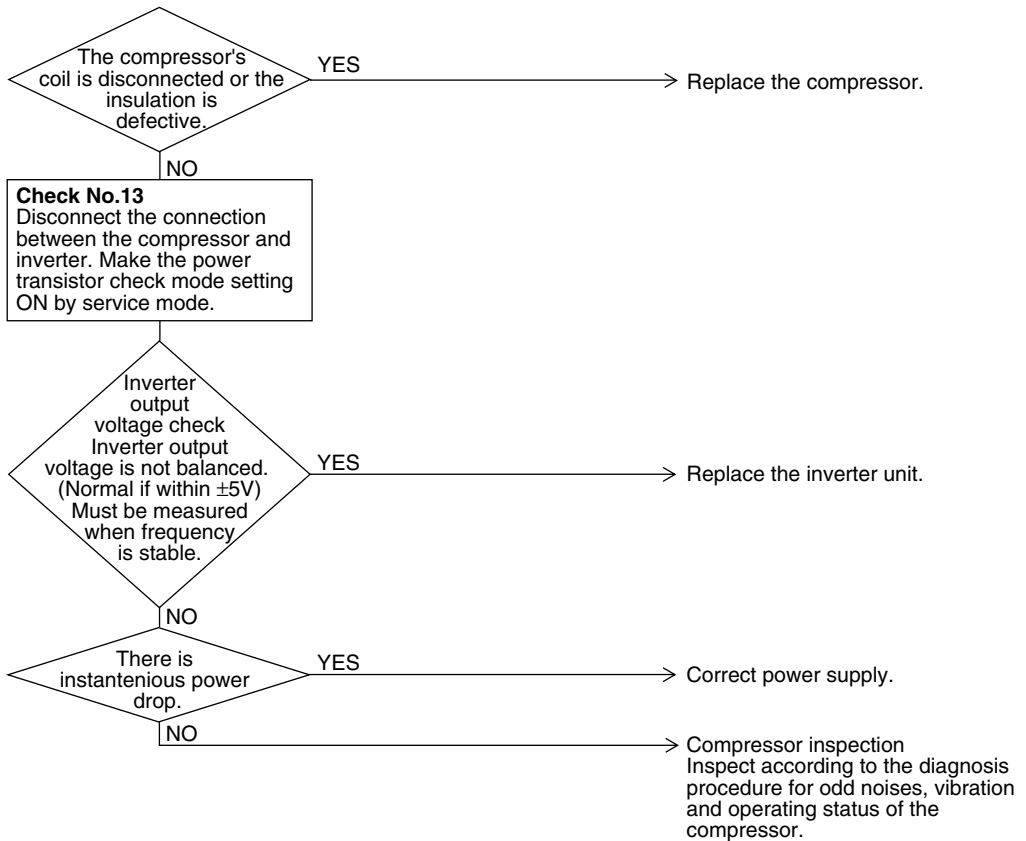 The compressor's
coil is disconnected or the
insulation is
defective.
YES
Replace the compressor.
NO
Check No.13
Disconnect the connection
between the compressor and
inverter. Make the power
transistor check mode setting
ON by service mode.
Inverter
output
voltage check
Inverter output
voltage is not balanced.
(Normal if within ±5V)
Must be measured
when frequency
is stable.
YES
Replace the inverter unit.
NO
There is
instantenious power
drop.
YES
Correct power supply.
NO
Compressor inspection
Inspect according to the diagnosis
procedure for odd noises, vibration
and operating status of the
compressor.